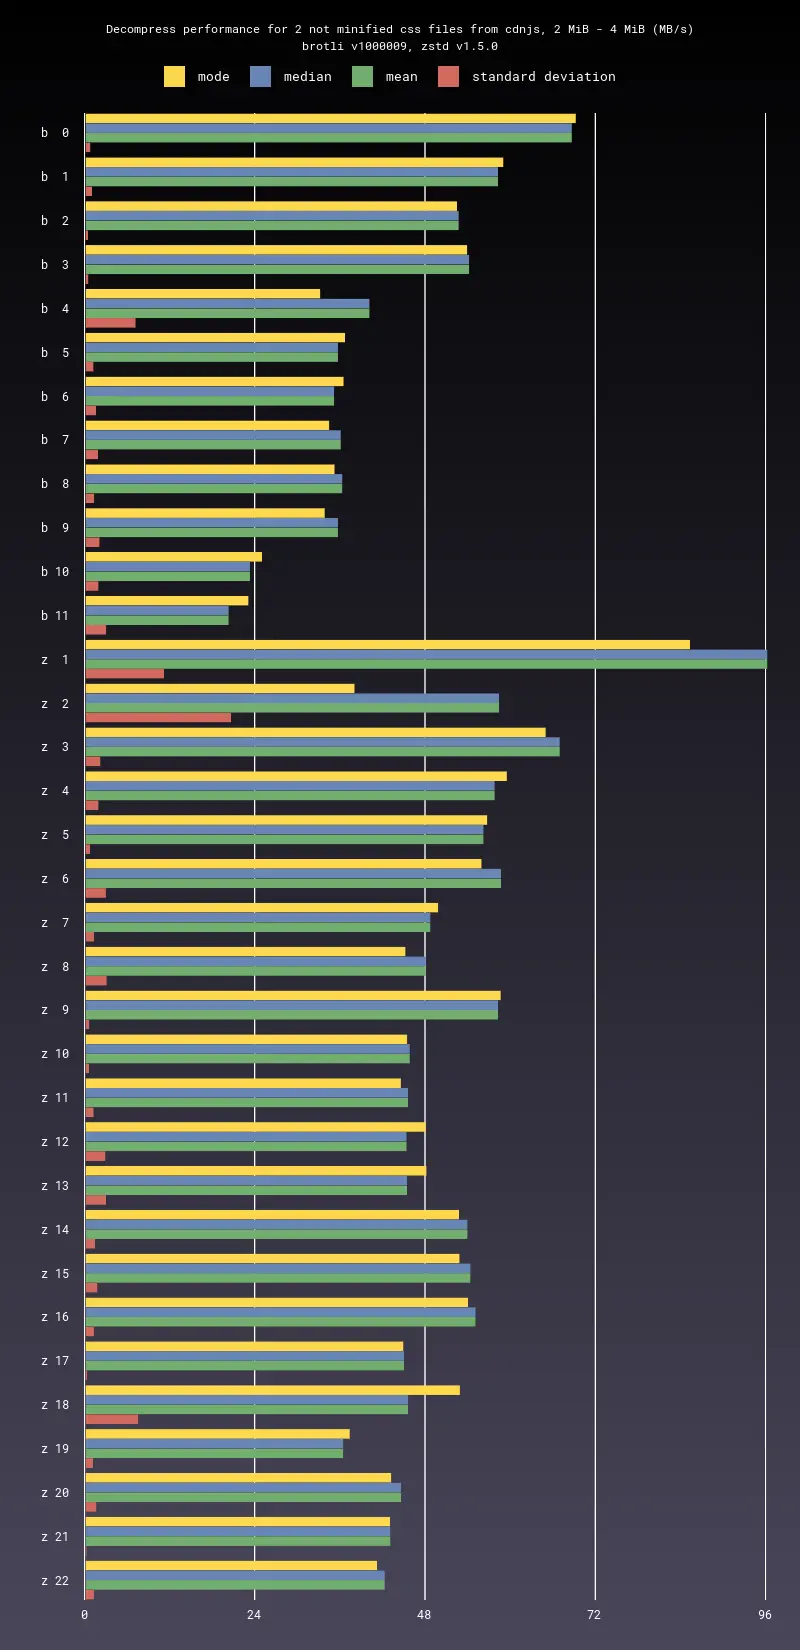 Decompress performance for 2 not minified css files from cdnjs, 2 MiB - 4 MiB (MB/s)
brotli v1000009, zstd v1.5.0
mode median mean standard deviation
b 0
b 1
b 2
b 3
b 4
b 5
b 6
b 7
b 8
b 9
b 10
b 11
z 1
z 2
z 3
z 4
z 5
z 6
z 7
z 8
z 9
z 10
z 11
z 12
z 13
z 14
z 15
z 16
z 17
z 18
z 19
z 20
z 21
z 22
0 24 48 72 96